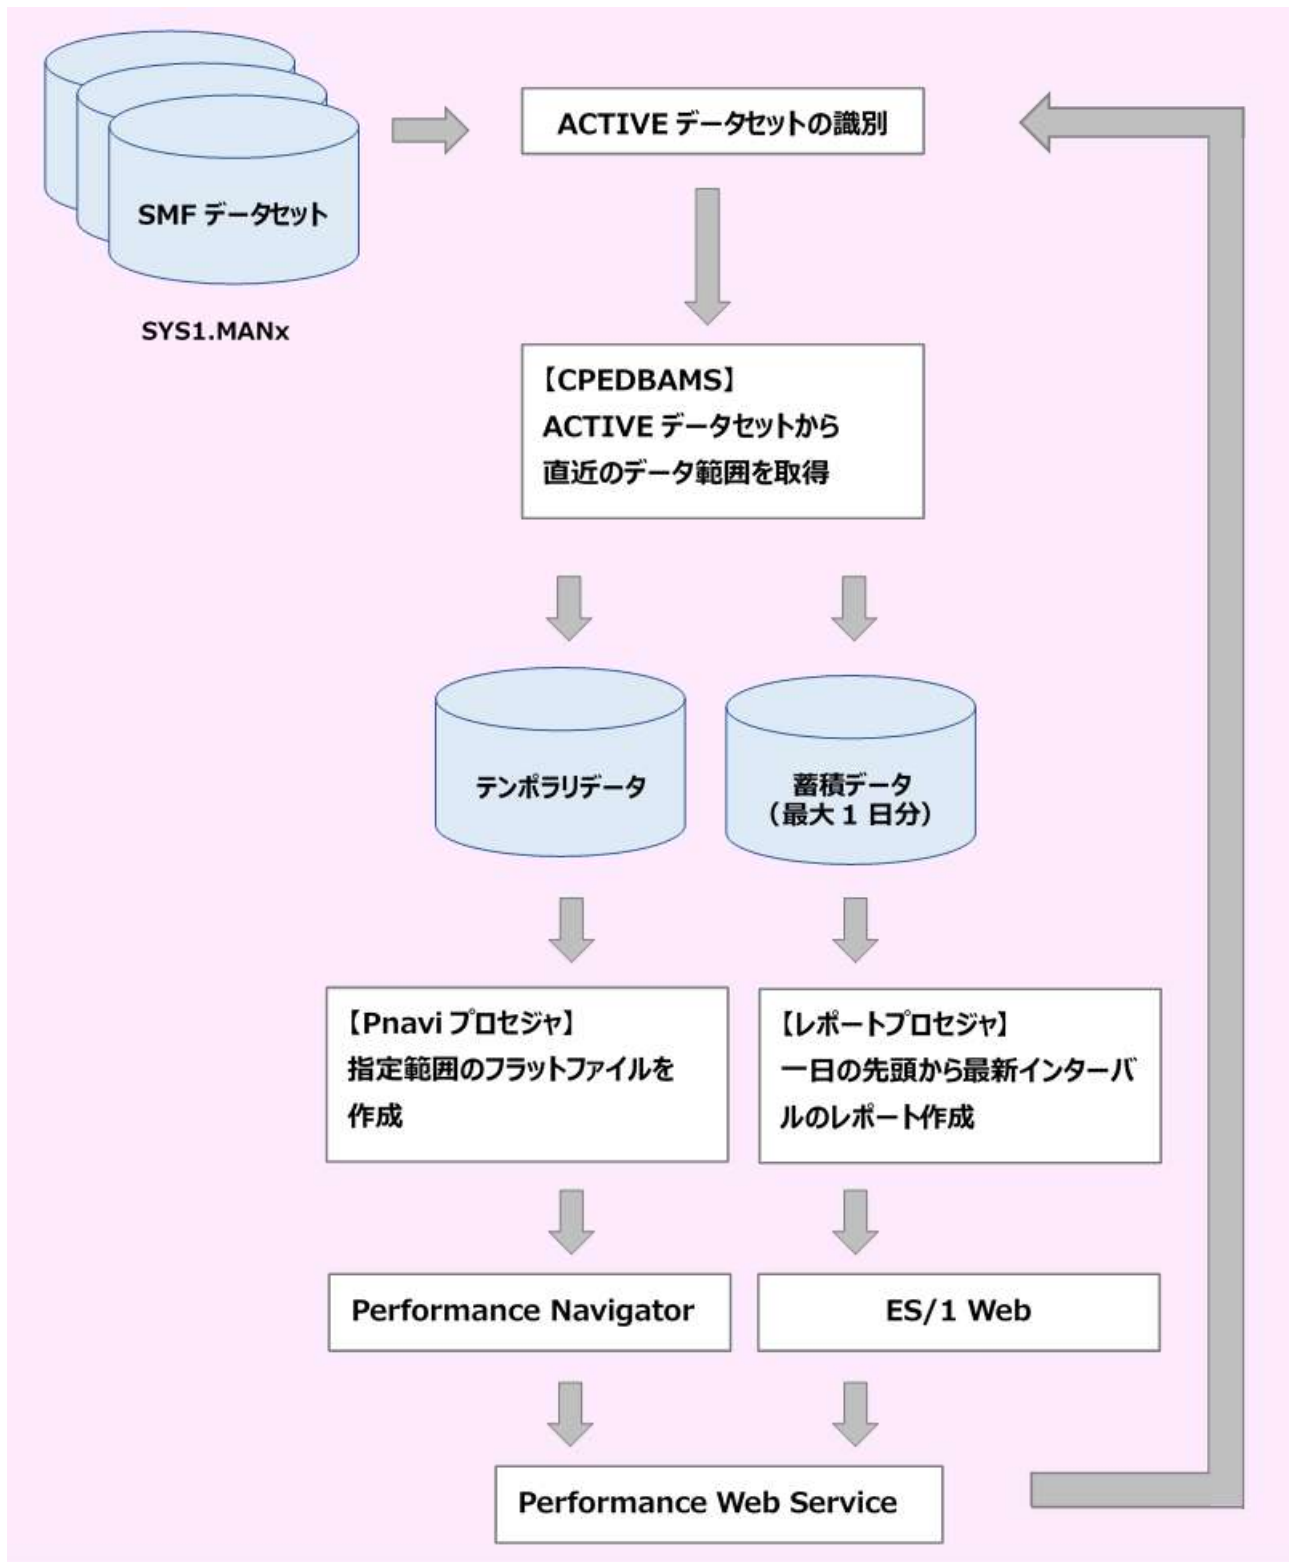 ACTIVE データセットの識別
SMF データセット
SYS1.MANx
【CPEDBAMS】
ACTIVE データセットから
直近のデータ範囲を取得
テンポラリデータ
蓄積データ
（最大 1 日分）
【Pnavi プロセジャ】
指定範囲のフラットファイルを
作成
【レポートプロセジャ】
一日の先頭から最新インターバ
ルのレポート作成
Performance Navigator
ES/1 Web
Performance Web Service